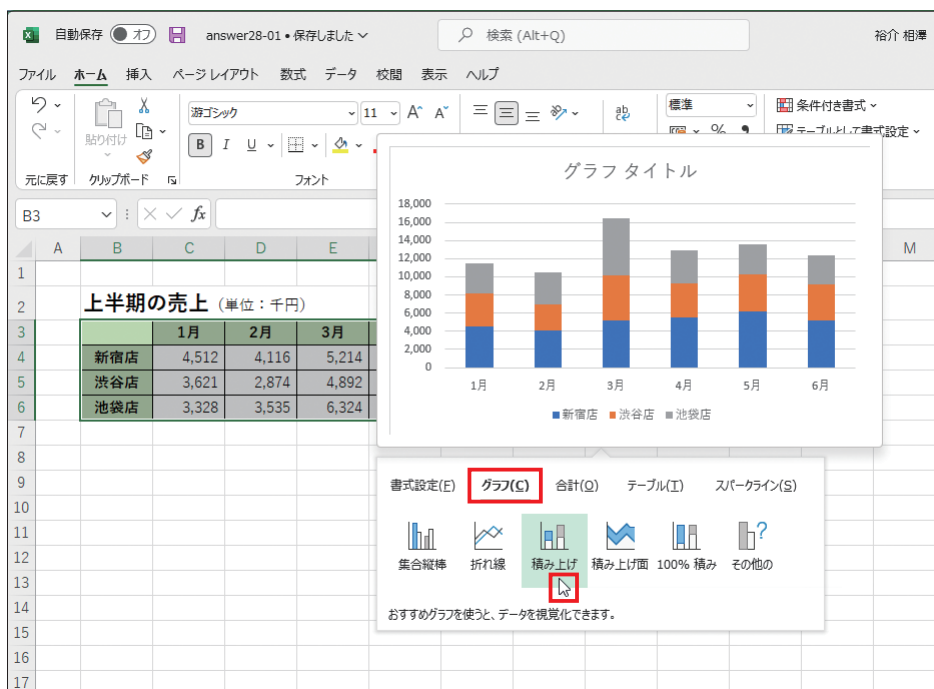 自動保存 オフ answer28-01 • 保存しました 検索 (Alt+Q) 裕介 相澤
ファイル ホーム 挿入 ページ レイアウト 数式 データ 校閲 表示 ヘルプ
貼り付け 游ゴシック 11 A^ Aˇ ab 標準 条件付き書式
B I U % 9 テーブルとして書式設定
元に戻す クリップボード フォント
B3 fx
A B C D E M
1
2 上半期の売上（単位：千円）
3 1月 2月 3月
4 新宿店 4,512 4,116 5,214
5 渋谷店 3,621 2,874 4,892
6 池袋店 3,328 3,535 6,324
7
8
9
10
11
12
13
14
15
16
17
グラフ タイトル
18,000
16,000
14,000
12,000
10,000
8,000
6,000
4,000
2,000
0
1月 2月 3月 4月 5月 6月
新宿店 渋谷店 池袋店
書式設定(F) グラフ(C) 合計(O) テーブル(T) スパークライン(S)
集合縦棒 折れ線 積み上げ 積み上げ面 100% 積み その他の
おすすめグラフを使うと、データを視覚化できます。